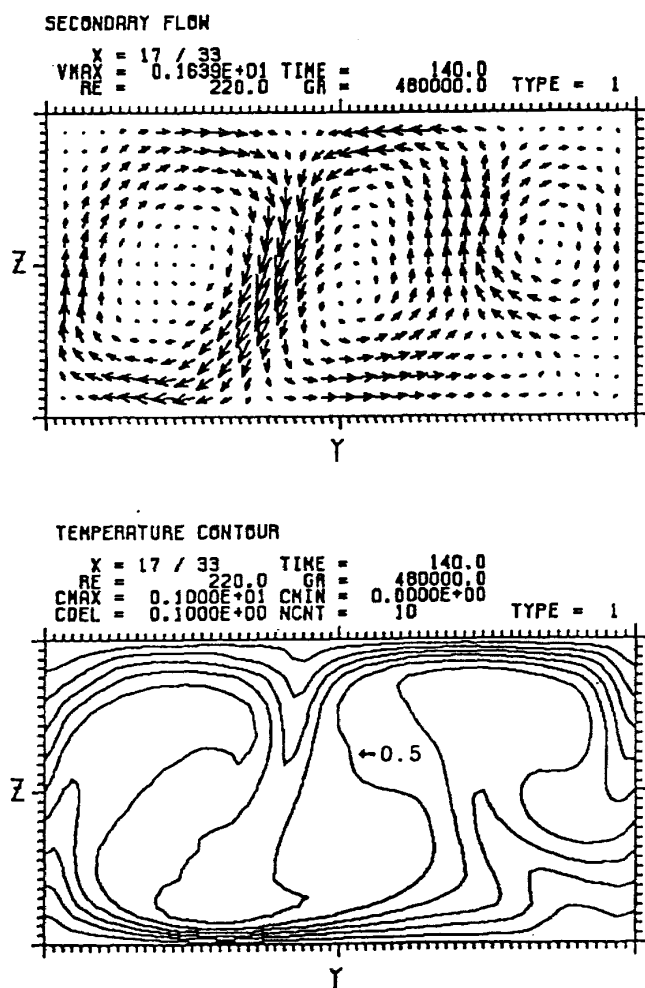 SECONDARY FLOW
X = 17 / 33
VMAX = 0.1639E+01 TIME = 140.0
RE = 220.0 GR = 480000.0 TYPE = 1
Z
Y
TEMPERATURE CONTOUR
X = 17 / 33 TIME = 140.0
RE = 220.0 GR = 480000.0
CMAX = 0.1000E+01 CMIN = 0.0000E+00
CDEL = 0.1000E+00 NCNT = 10 TYPE = 1
←0.5
Z
Y